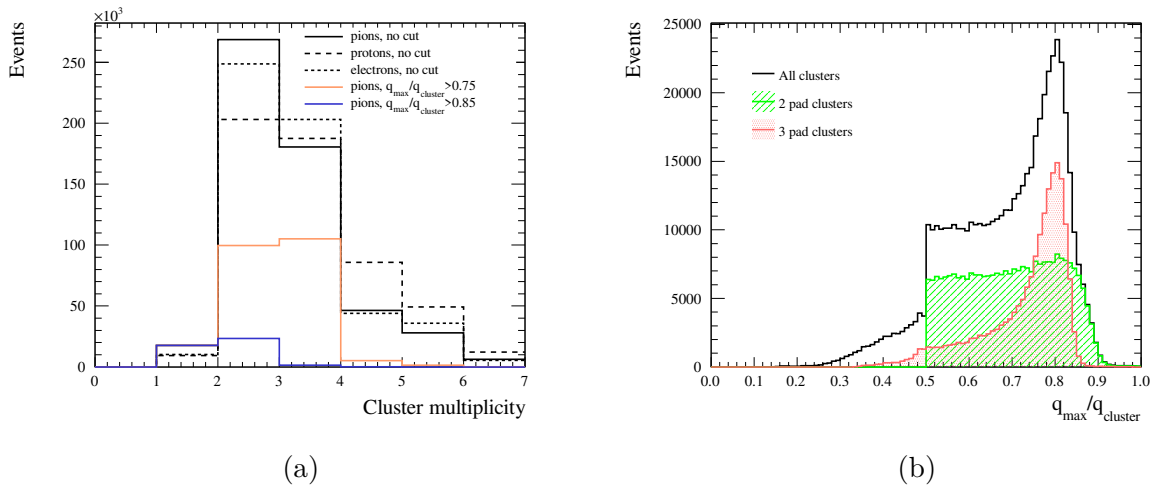 ×10³
Events
250
200
150
100
50
0
0 1 2 3 4 5 6 7
Cluster multiplicity
pions, no cut
protons, no cut
electrons, no cut
pions, q_max/q_cluster>0.75
pions, q_max/q_cluster>0.85
(a)
Events
25000
20000
15000
10000
5000
0
0.0 0.1 0.2 0.3 0.4 0.5 0.6 0.7 0.8 0.9 1.0
q_max/q_cluster
All clusters
2 pad clusters
3 pad clusters
(b)